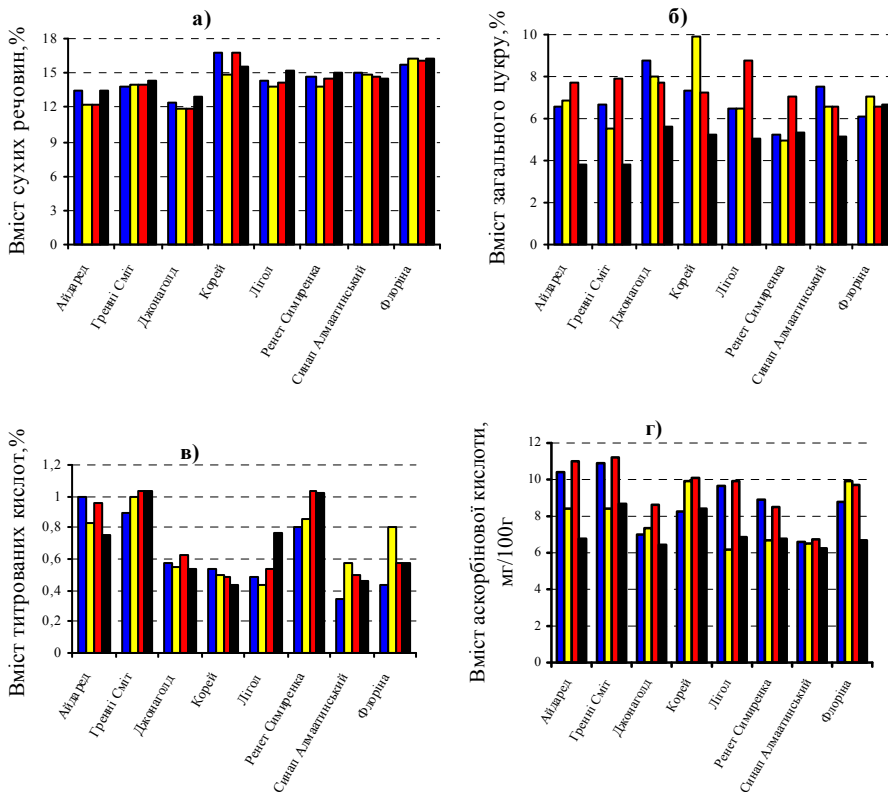 а)
Вміст сухих речовин,%
18
15
12
9
6
3
0
Айдаред
Гренні Сміт
Джонаголд
Корей
Лігол
Ренет Симиренка
Синап Алмаатинський
Флоріна
б)
Вміст загального цукру,%
10
8
6
4
2
0
Айдаред
Гренні Сміт
Джонаголд
Корей
Лігол
Ренет Симиренка
Синап Алмаатинський
Флоріна
в)
Вміст титрованих кислот,%
1,2
1
0,8
0,6
0,4
0,2
0
Айдаред
Гренні Сміт
Джонаголд
Корей
Лігол
Ренет Симиренка
Синап Алмаатинський
Флоріна
г)
Вміст аскорбінової кислоти,
мг/100г
12
10
8
6
4
2
0
Айдаред
Гренні Сміт
Джонаголд
Корей
Лігол
Ренет Симиренка
Синап Алмаатинський
Флоріна